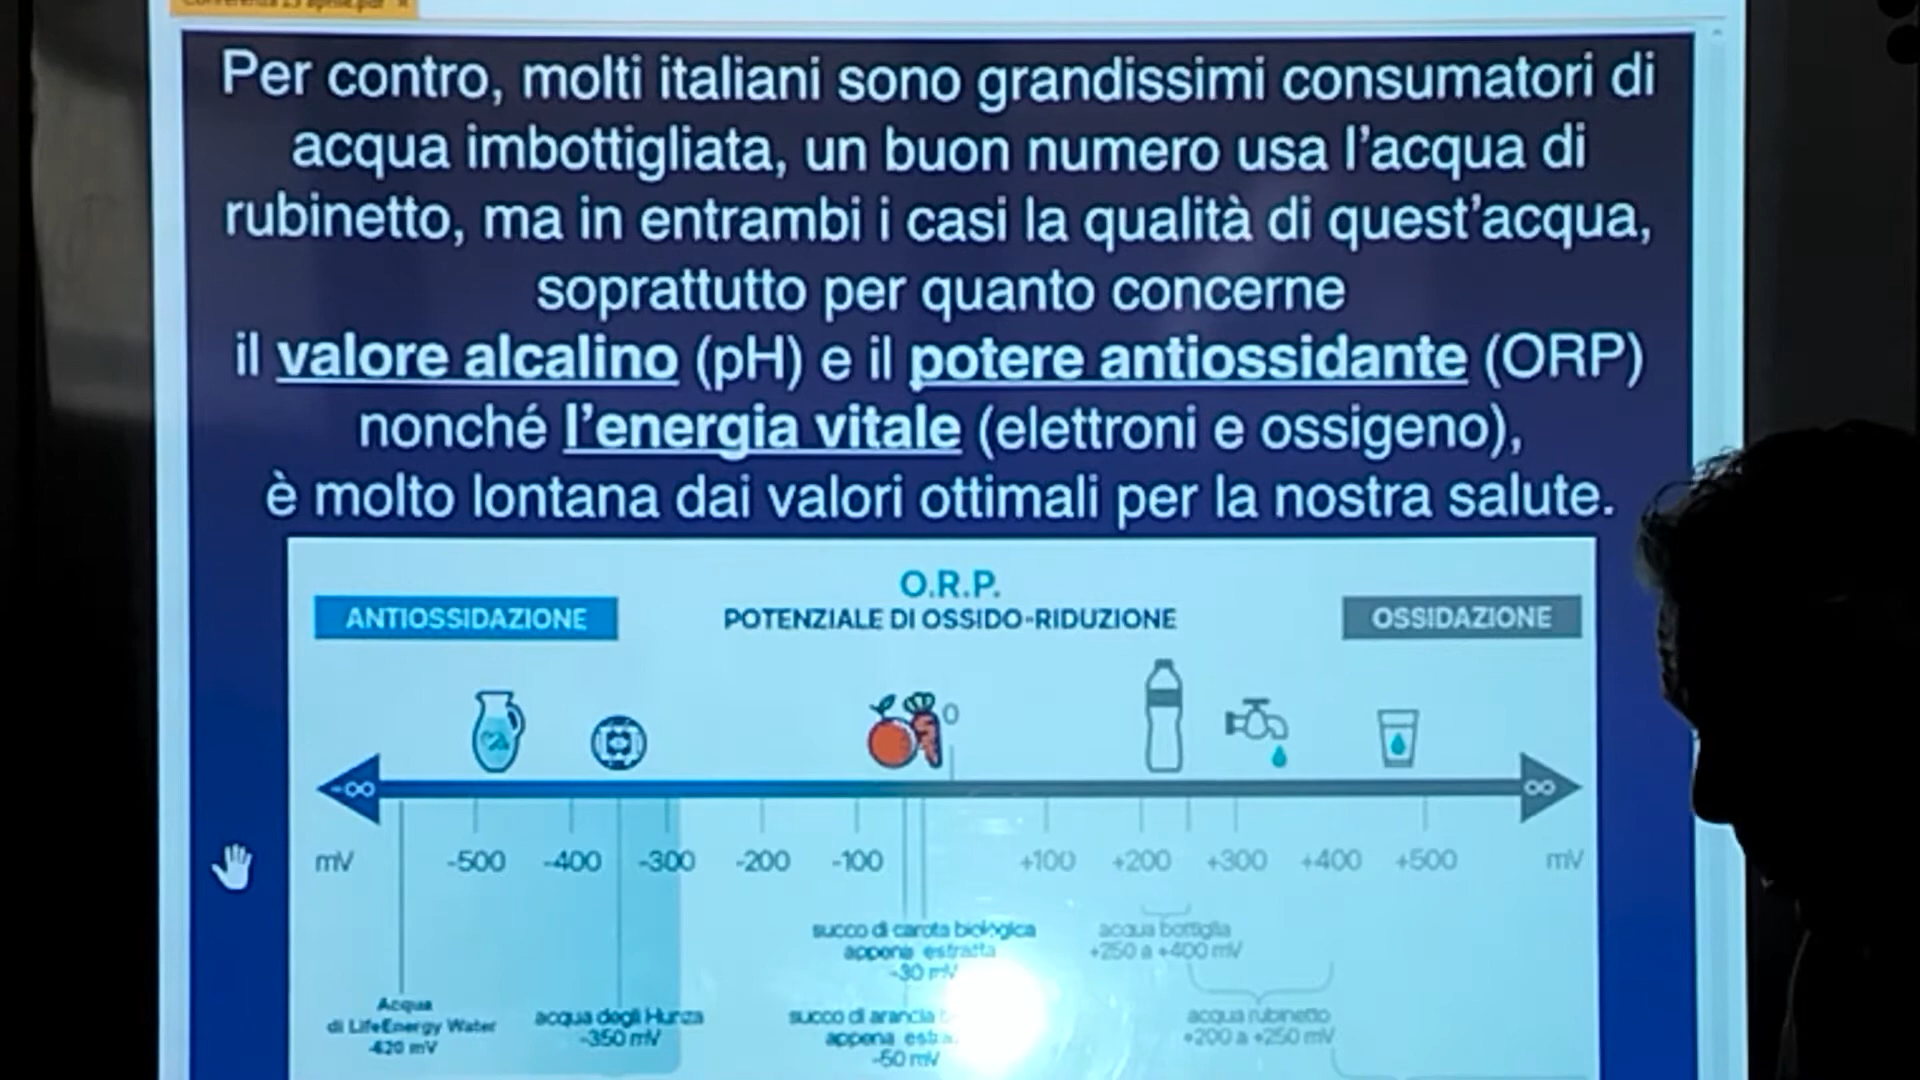 Conferenza 23 aprile.pdf ×
Per contro, molti italiani sono grandissimi consumatori di
acqua imbottigliata, un buon numero usa l'acqua di
rubinetto, ma in entrambi i casi la qualità di quest'acqua,
soprattutto per quanto concerne
il valore alcalino (pH) e il potere antiossidante (ORP)
nonché l'energia vitale (elettroni e ossigeno),
è molto lontana dai valori ottimali per la nostra salute.
O.R.P.
ANTIOSSIDAZIONE
POTENZIALE DI OSSIDO-RIDUZIONE
OSSIDAZIONE
0
-∞
∞
mV -500 -400 -300 -200 -100 +100 +200 +300 +400 +500 mV
succo di carota biologica
appena estratta
-30 mV
acqua bottiglia
+250 a +400 mV
Acqua
di LifeEnergy Water
-620 mV
acqua degli Hunza
-350 mV
succo di arancia
appena
-50 mV
acqua rubinetto
+200 a +250 mV